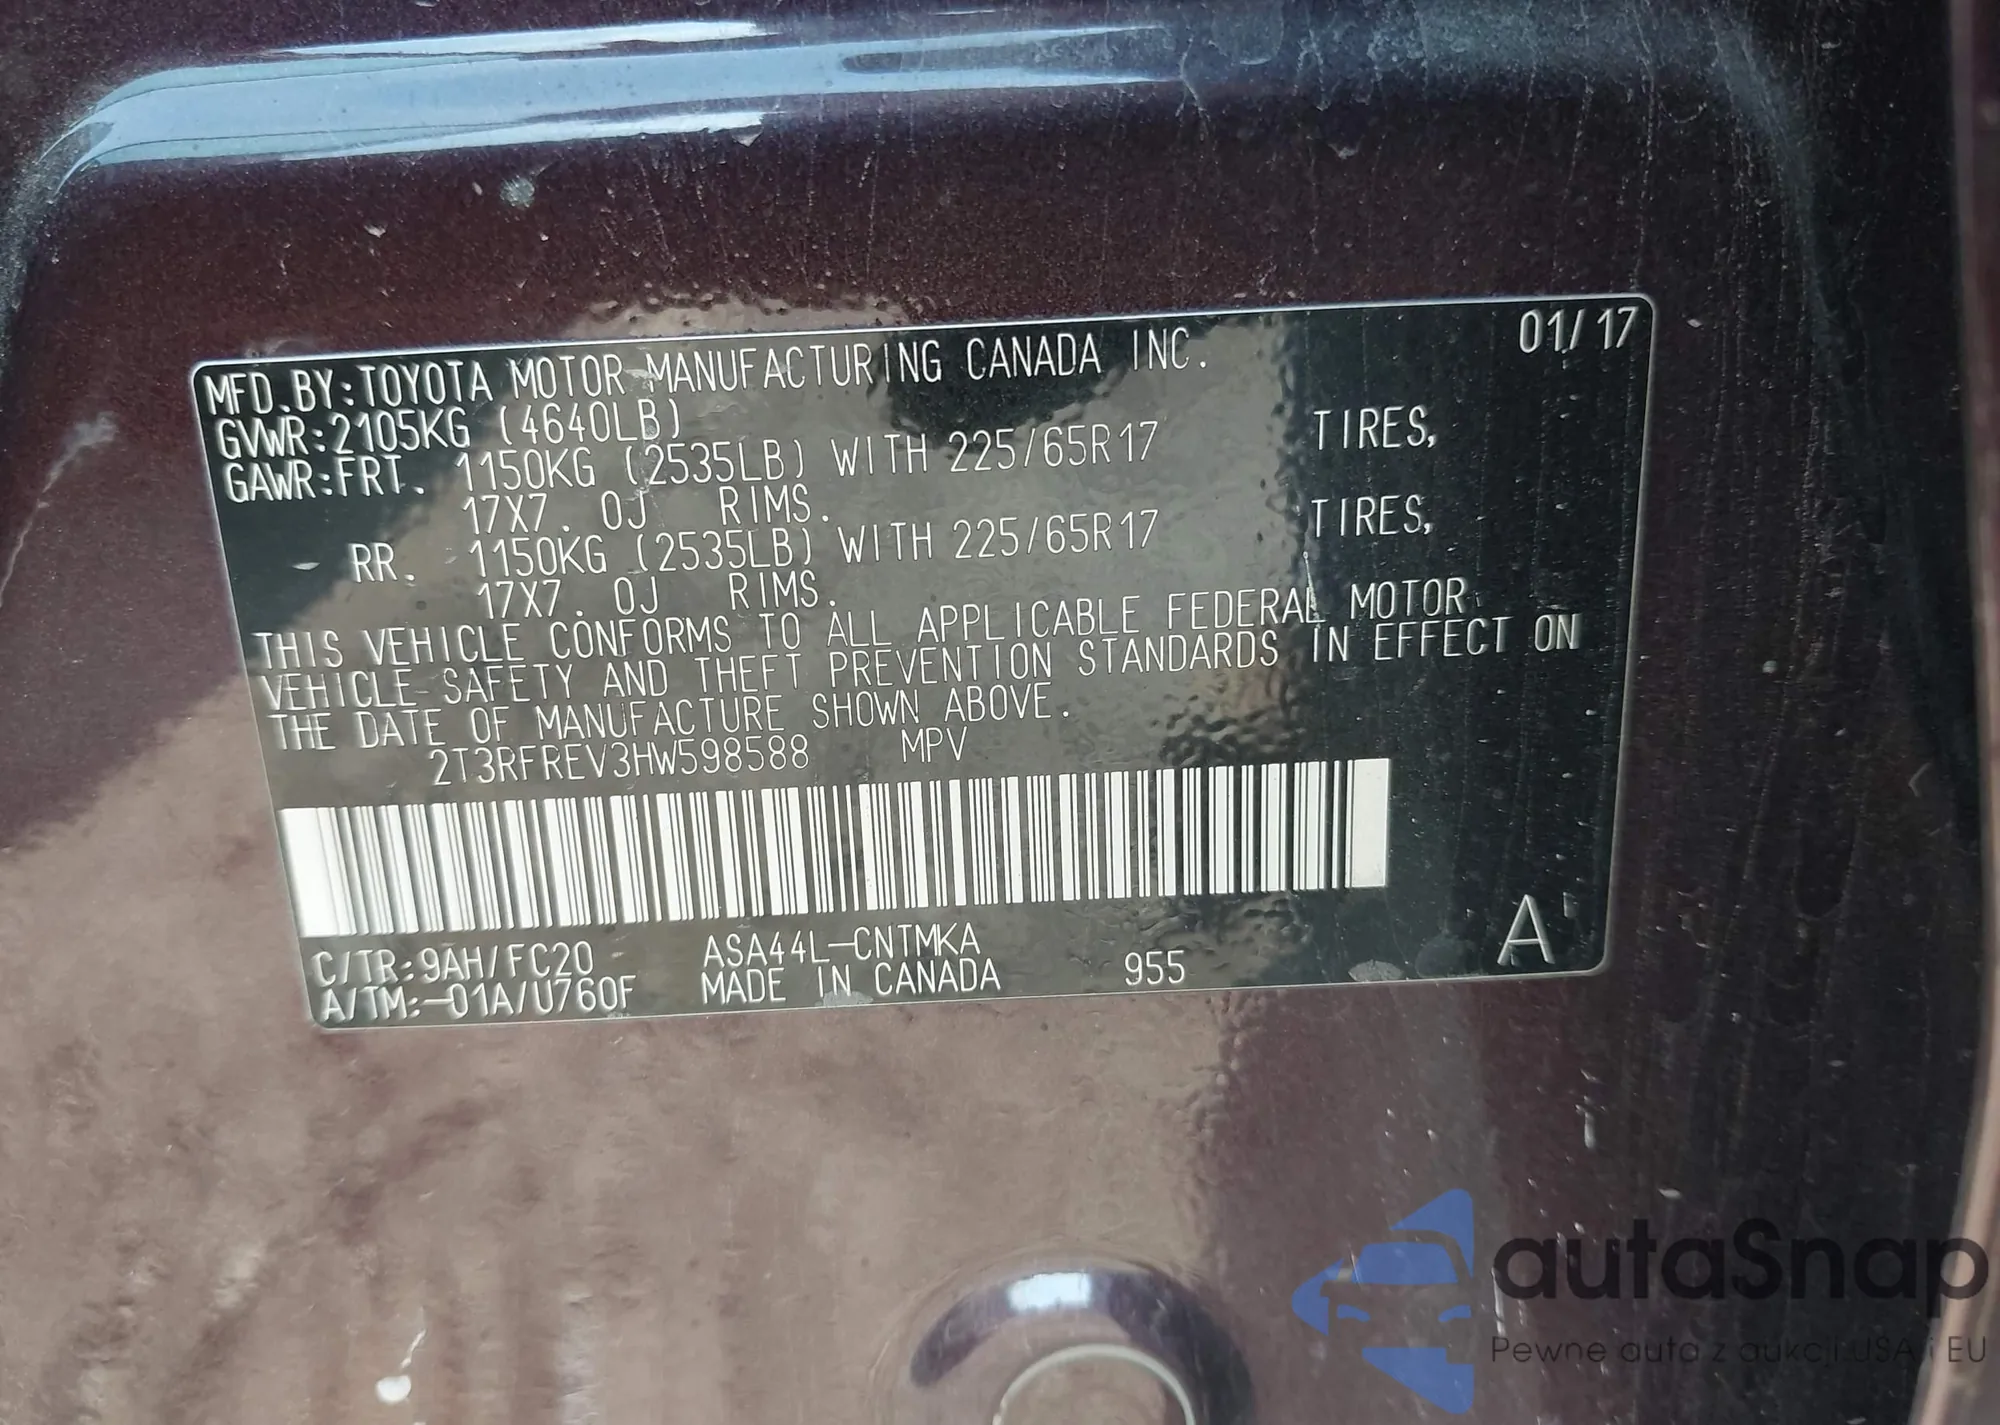 01/17
MFD.BY:TOYOTA MOTOR MANUFACTURING CANADA INC.
GVWR:2105KG (4640LB)
GAWR:FRT. 1150KG (2535LB) WITH 225/65R17 TIRES,
17X7.0J RIMS.
RR. 1150KG (2535LB) WITH 225/65R17 TIRES,
17X7.0J RIMS.
THIS VEHICLE CONFORMS TO ALL APPLICABLE FEDERAL MOTOR
VEHICLE SAFETY AND THEFT PREVENTION STANDARDS IN EFFECT ON
THE DATE OF MANUFACTURE SHOWN ABOVE.
2T3RFREV3HW598588 MPV
C/TR:9AH/FC20 ASA44L-CNTMKA
A/TM:-01A/U760F MADE IN CANADA 955 A
autaSnap
Pewne auta z aukcji USA i EU